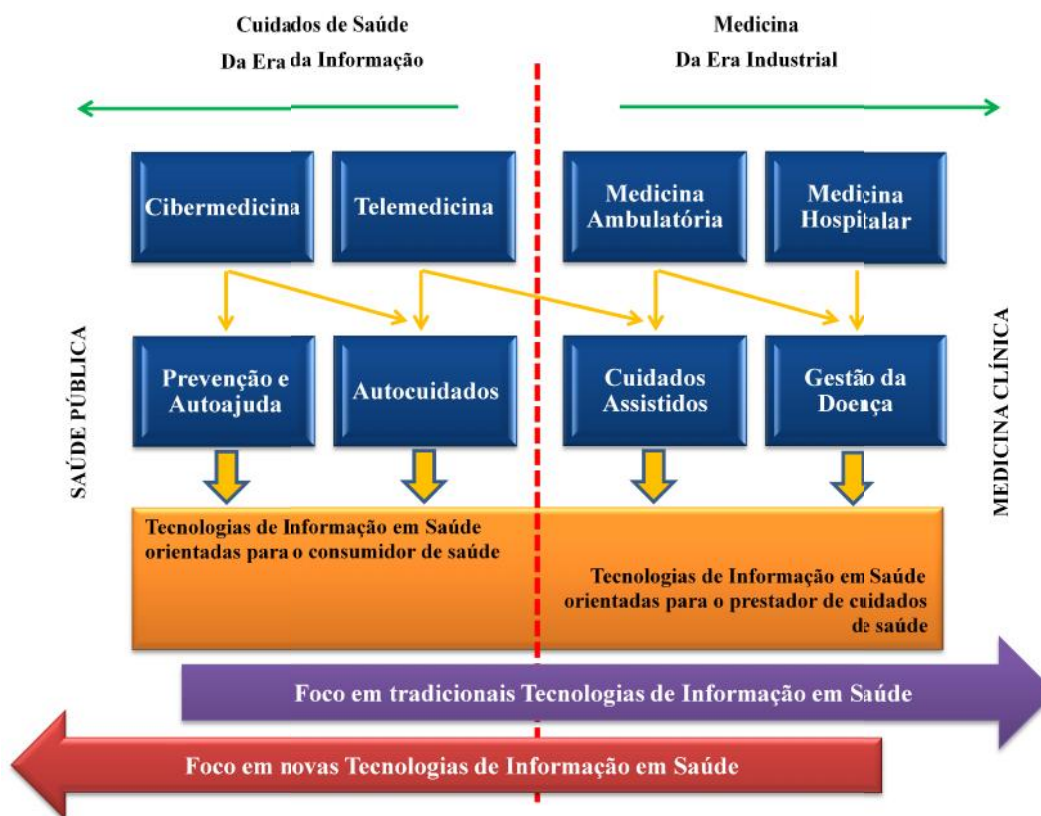 Cuidados de Saúde
Da Era da Informação
Medicina
Da Era Industrial
Cibermedicina
Telemedicina
Medicina
Ambulatória
Medicina
Hospitalar
SAÚDE PÚBLICA
MEDICINA CLÍNICA
Prevenção e
Autoajuda
Autocuidados
Cuidados
Assistidos
Gestão da
Doença
Tecnologias de Informação em Saúde
orientadas para o consumidor de saúde
Tecnologias de Informação em Saúde
orientadas para o prestador de cuidados
de saúde
Foco em tradicionais Tecnologias de Informação em Saúde
Foco em novas Tecnologias de Informação em Saúde